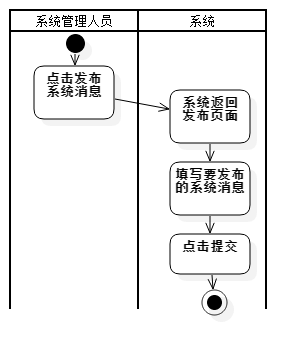 系统管理人员
系统
点击发布
系统消息
系统返回
发布页面
填写要发布
的系统消息
点击提交